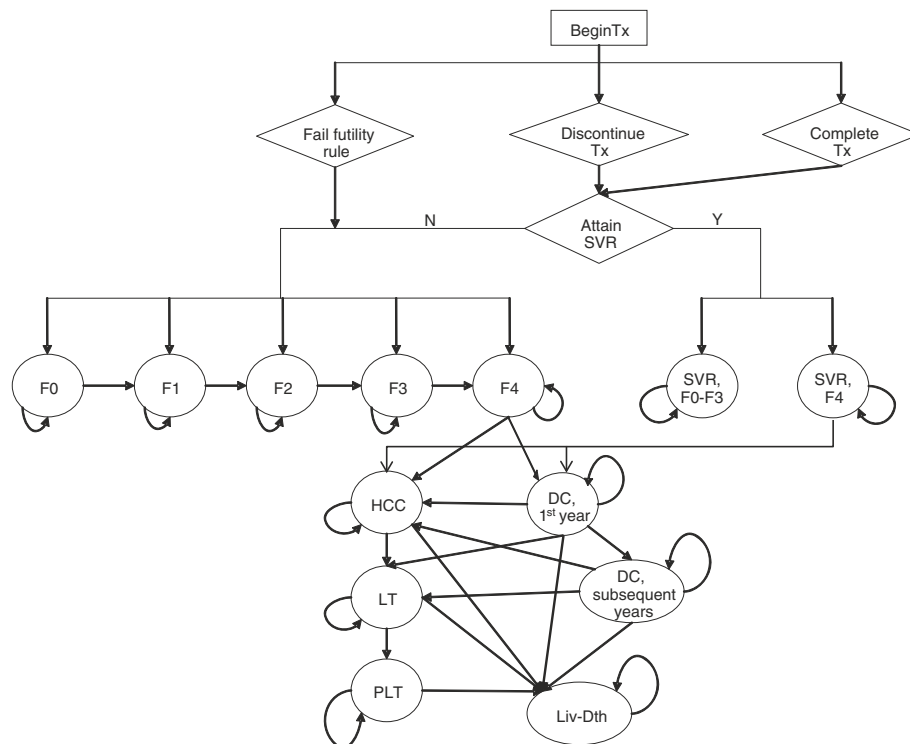 BeginTx
Fail futility
rule
Discontinue
Tx
Complete
Tx
N
Attain
SVR
Y
F0
F1
F2
F3
F4
SVR,
F0-F3
SVR,
F4
HCC
DC,
1st year
LT
DC,
subsequent
years
PLT
Liv-Dth